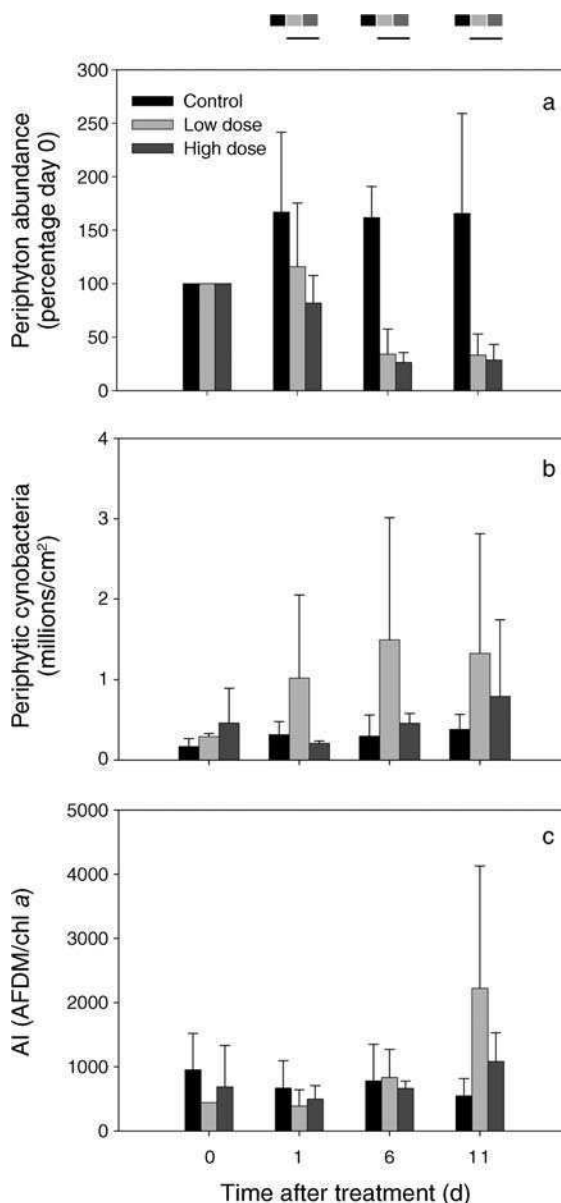 a
Control
Low dose
High dose
Periphyton abundance
(percentage day 0)
300
250
200
150
100
50
0
b
Periphytic cynobacteria
(millions/cm²)
4
3
2
1
0
c
AI (AFDM/chl a)
5000
4000
3000
2000
1000
0
0 1 6 11
Time after treatment (d)